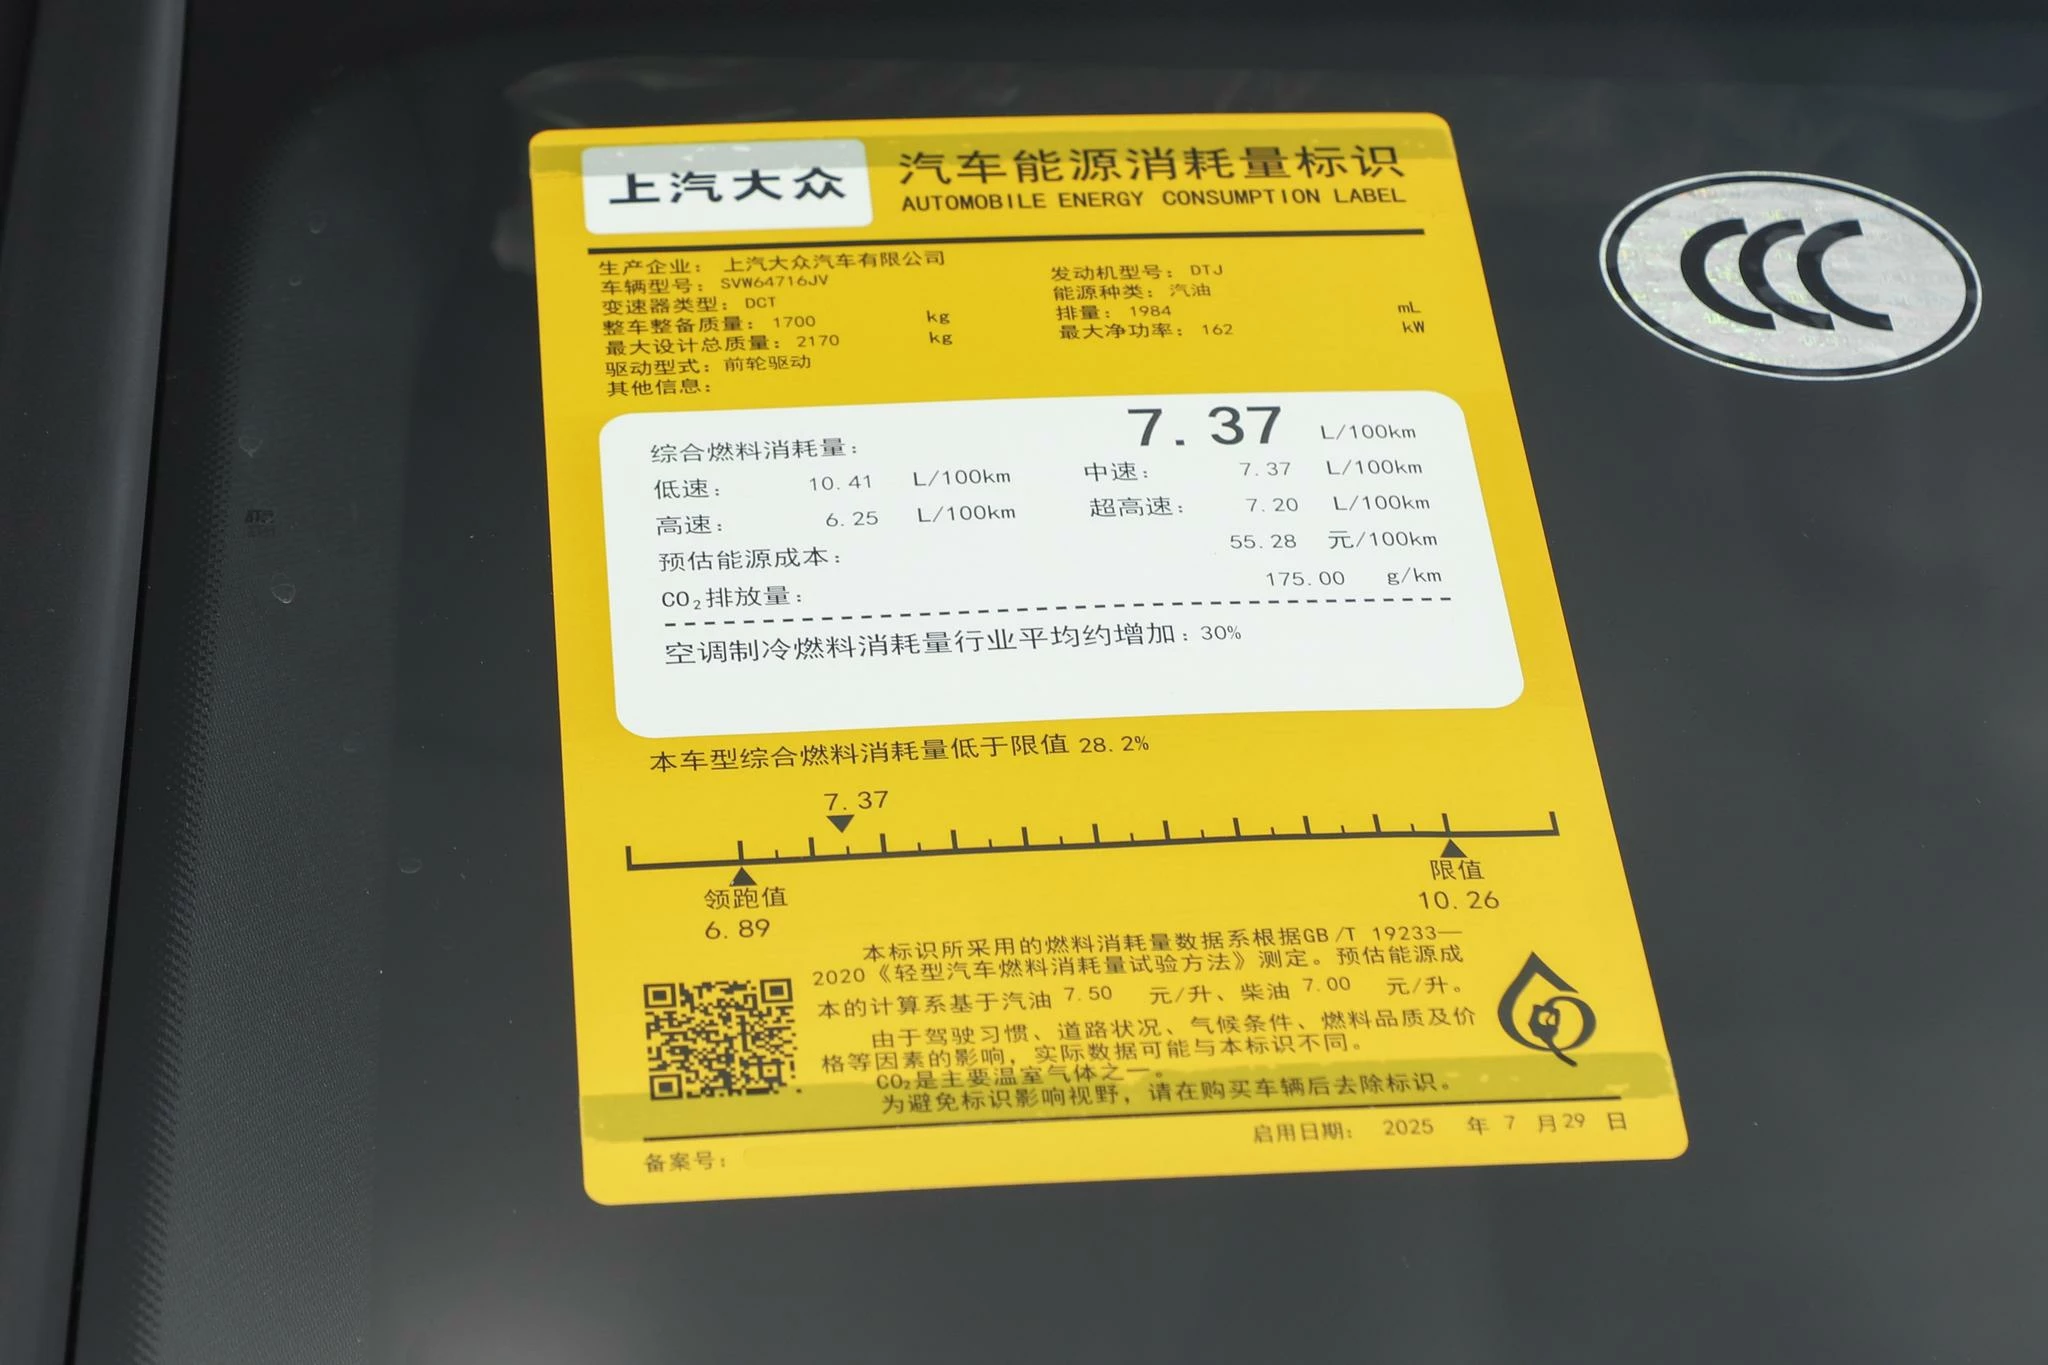 上汽大众
汽车能源消耗量标识
AUTOMOBILE ENERGY CONSUMPTION LABEL
生产企业： 上汽大众汽车有限公司
车辆型号： SVW64716JV
变速器类型： DCT
整车整备质量： 1700 kg
最大设计总质量： 2170 kg
驱动型式： 前轮驱动
其他信息：
发动机型号： DTJ
能源种类： 汽油
排量： 1984 mL
最大净功率： 162 kW
综合燃料消耗量： 7.37 L/100km
低速： 10.41 L/100km 中速： 7.37 L/100km
高速： 6.25 L/100km 超高速： 7.20 L/100km
预估能源成本： 55.28 元/100km
CO₂排放量： 175.00 g/km
空调制冷燃料消耗量行业平均约增加：30%
本车型综合燃料消耗量低于限值 28.2%
7.37
领跑值
6.89
限值
10.26
本标识所采用的燃料消耗量数据系根据GB/T 19233—
2020《轻型汽车燃料消耗量试验方法》测定。预估能源成
本的计算系基于汽油 7.50 元/升、柴油 7.00 元/升。
由于驾驶习惯、道路状况、气候条件、燃料品质及价
格等因素的影响，实际数据可能与本标识不同。
CO₂是主要温室气体之一。
为避免标识影响视野，请在购买车辆后去除标识。
备案号：
启用日期： 2025 年 7 月 29 日
CCC